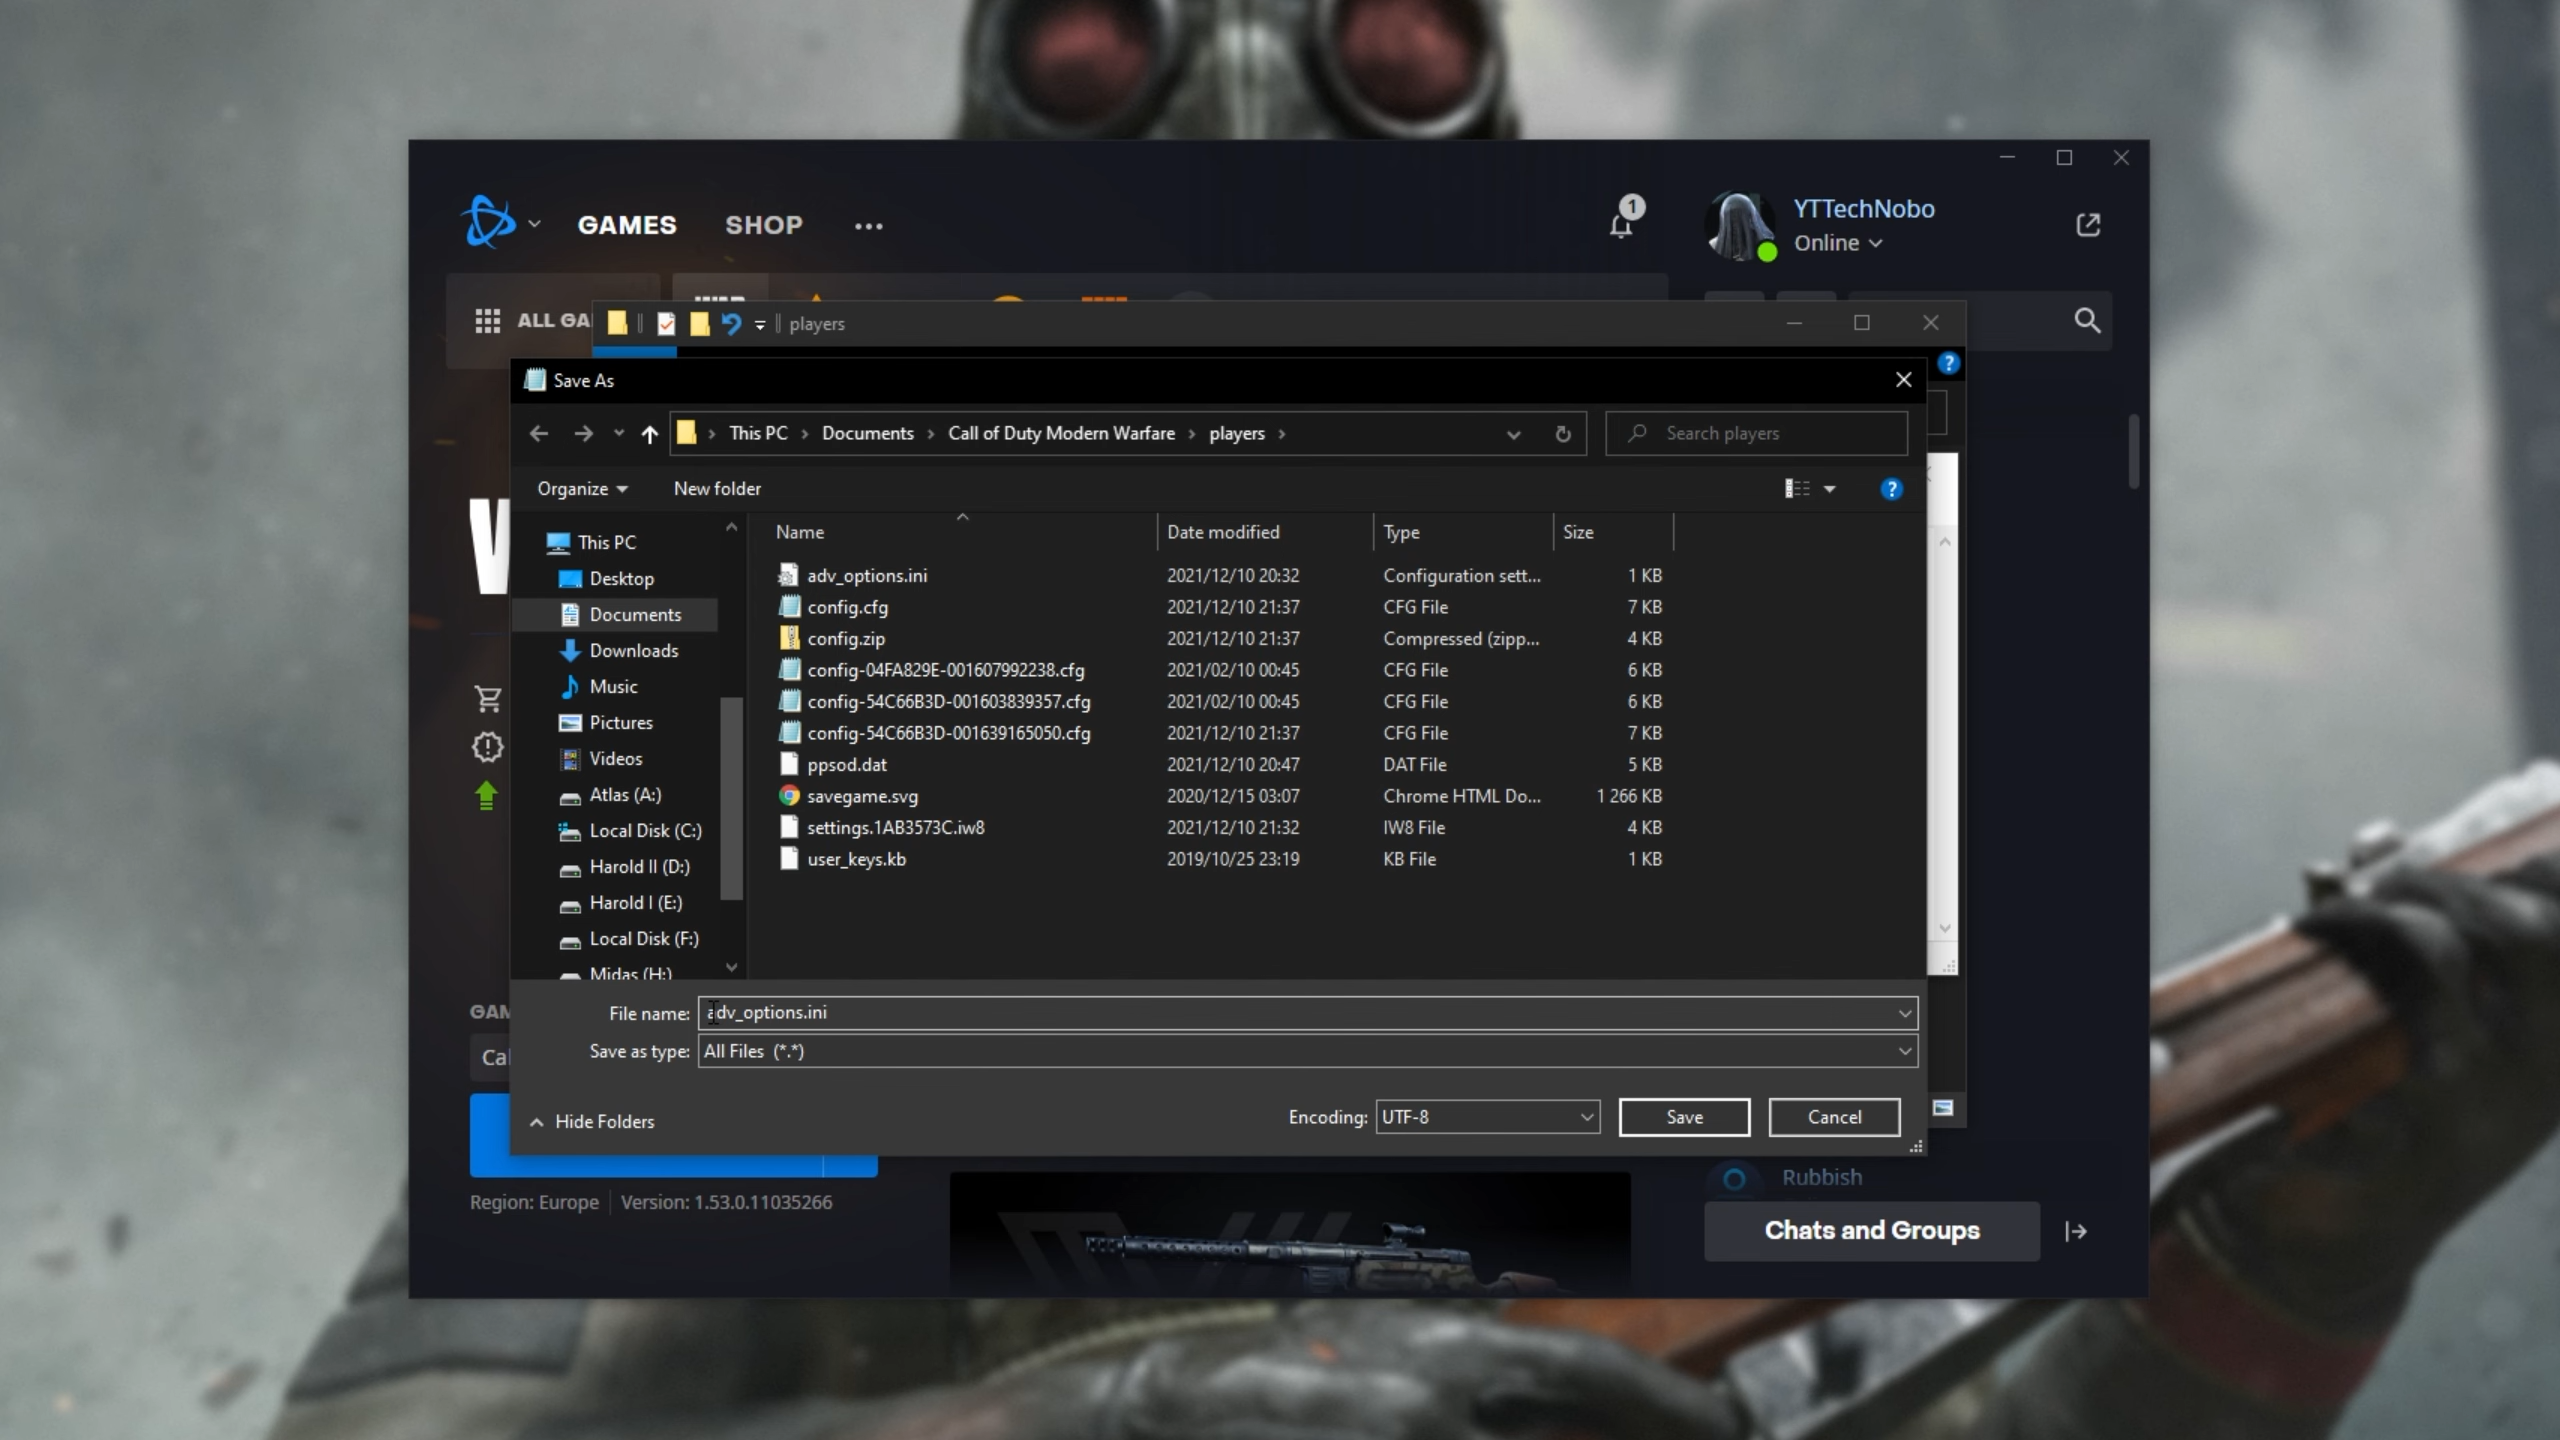 GAMES
SHOP
1
YTTechNobo
Online
players
Save As
This PC
Documents
Call of Duty Modern Warfare
players
Search players
Organize
New folder
Name
Date modified
Type
Size
This PC
Desktop
Documents
Downloads
Music
Pictures
Videos
Atlas (A:)
Local Disk (C:)
Harold II (D:)
Harold I (E:)
Local Disk (F:)
Midas (H:)
adv_options.ini 2021/12/10 20:32 Configuration sett... 1 KB
config.cfg 2021/12/10 21:37 CFG File 7 KB
config.zip 2021/12/10 21:37 Compressed (zipp... 4 KB
config-04FA829E-001607992238.cfg 2021/02/10 00:45 CFG File 6 KB
config-54C66B3D-001603839357.cfg 2021/02/10 00:45 CFG File 6 KB
config-54C66B3D-001639165050.cfg 2021/12/10 21:37 CFG File 7 KB
ppsod.dat 2021/12/10 20:47 DAT File 5 KB
savegame.svg 2020/12/15 03:07 Chrome HTML Do... 1 266 KB
settings.1AB3573C.iw8 2021/12/10 21:32 IW8 File 4 KB
user_keys.kb 2019/10/25 23:19 KB File 1 KB
File name: adv_options.ini
Save as type: All Files (*.*)
Hide Folders
Encoding: UTF-8
Save
Cancel
Region: Europe
Version: 1.53.0.11035266
Rubbish
Chats and Groups